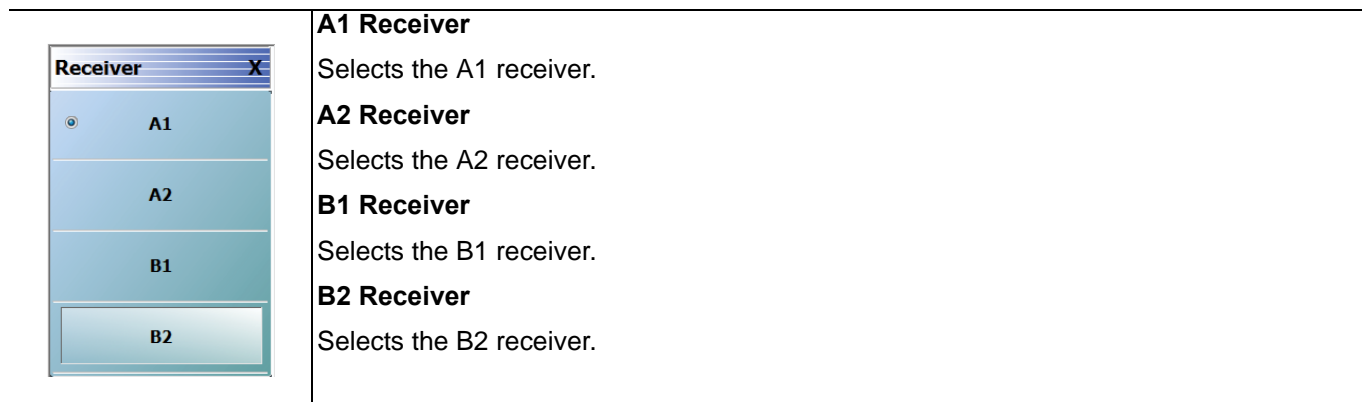 Receiver X
A1
A2
B1
B2
A1 Receiver
Selects the A1 receiver.
A2 Receiver
Selects the A2 receiver.
B1 Receiver
Selects the B1 receiver.
B2 Receiver
Selects the B2 receiver.